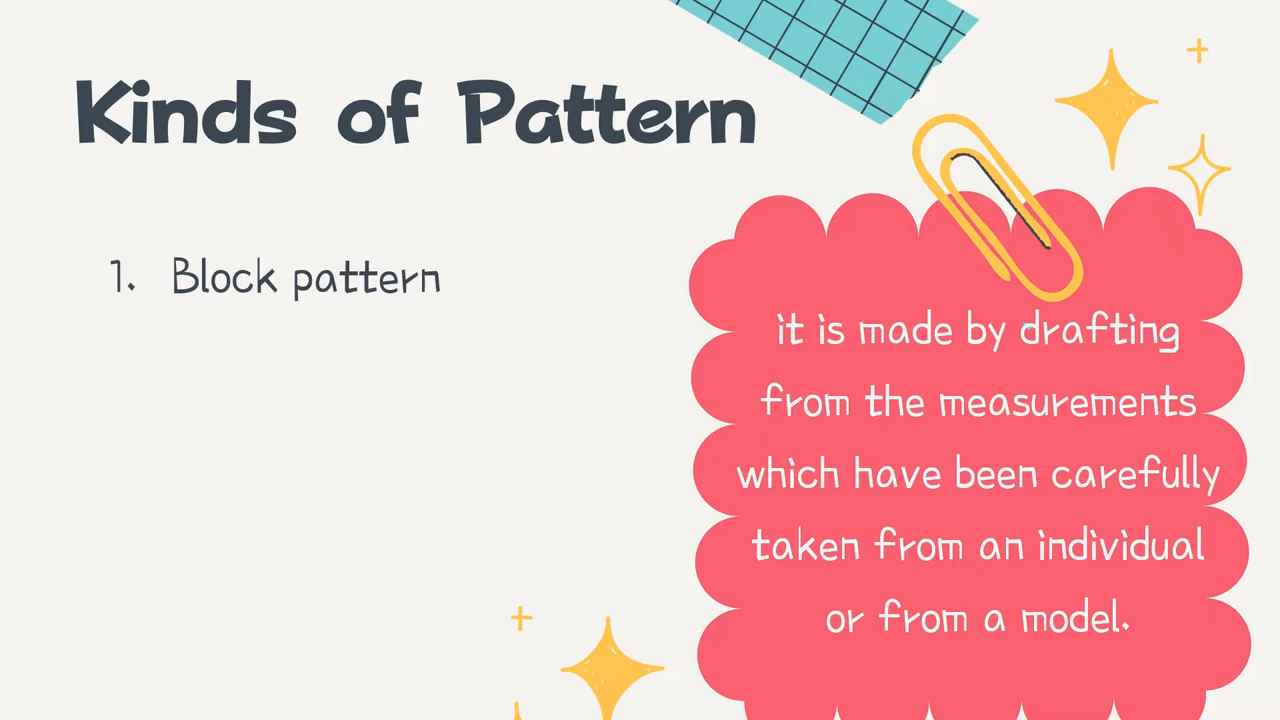 Kinds of Pattern
1. Block pattern
it is made by drafting
from the measurements
which have been carefully
taken from an individual
or from a model.